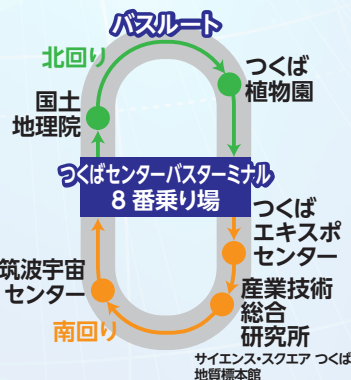 バスルート
北回り
つくば
植物園
国土
地理院
つくばセンターバスターミナル
8 番乗り場
つくば
エキスポ
センター
筑波宇宙
センター
産業技術
総合
研究所
南回り
サイエンス・スクエア つくば
地質標本館